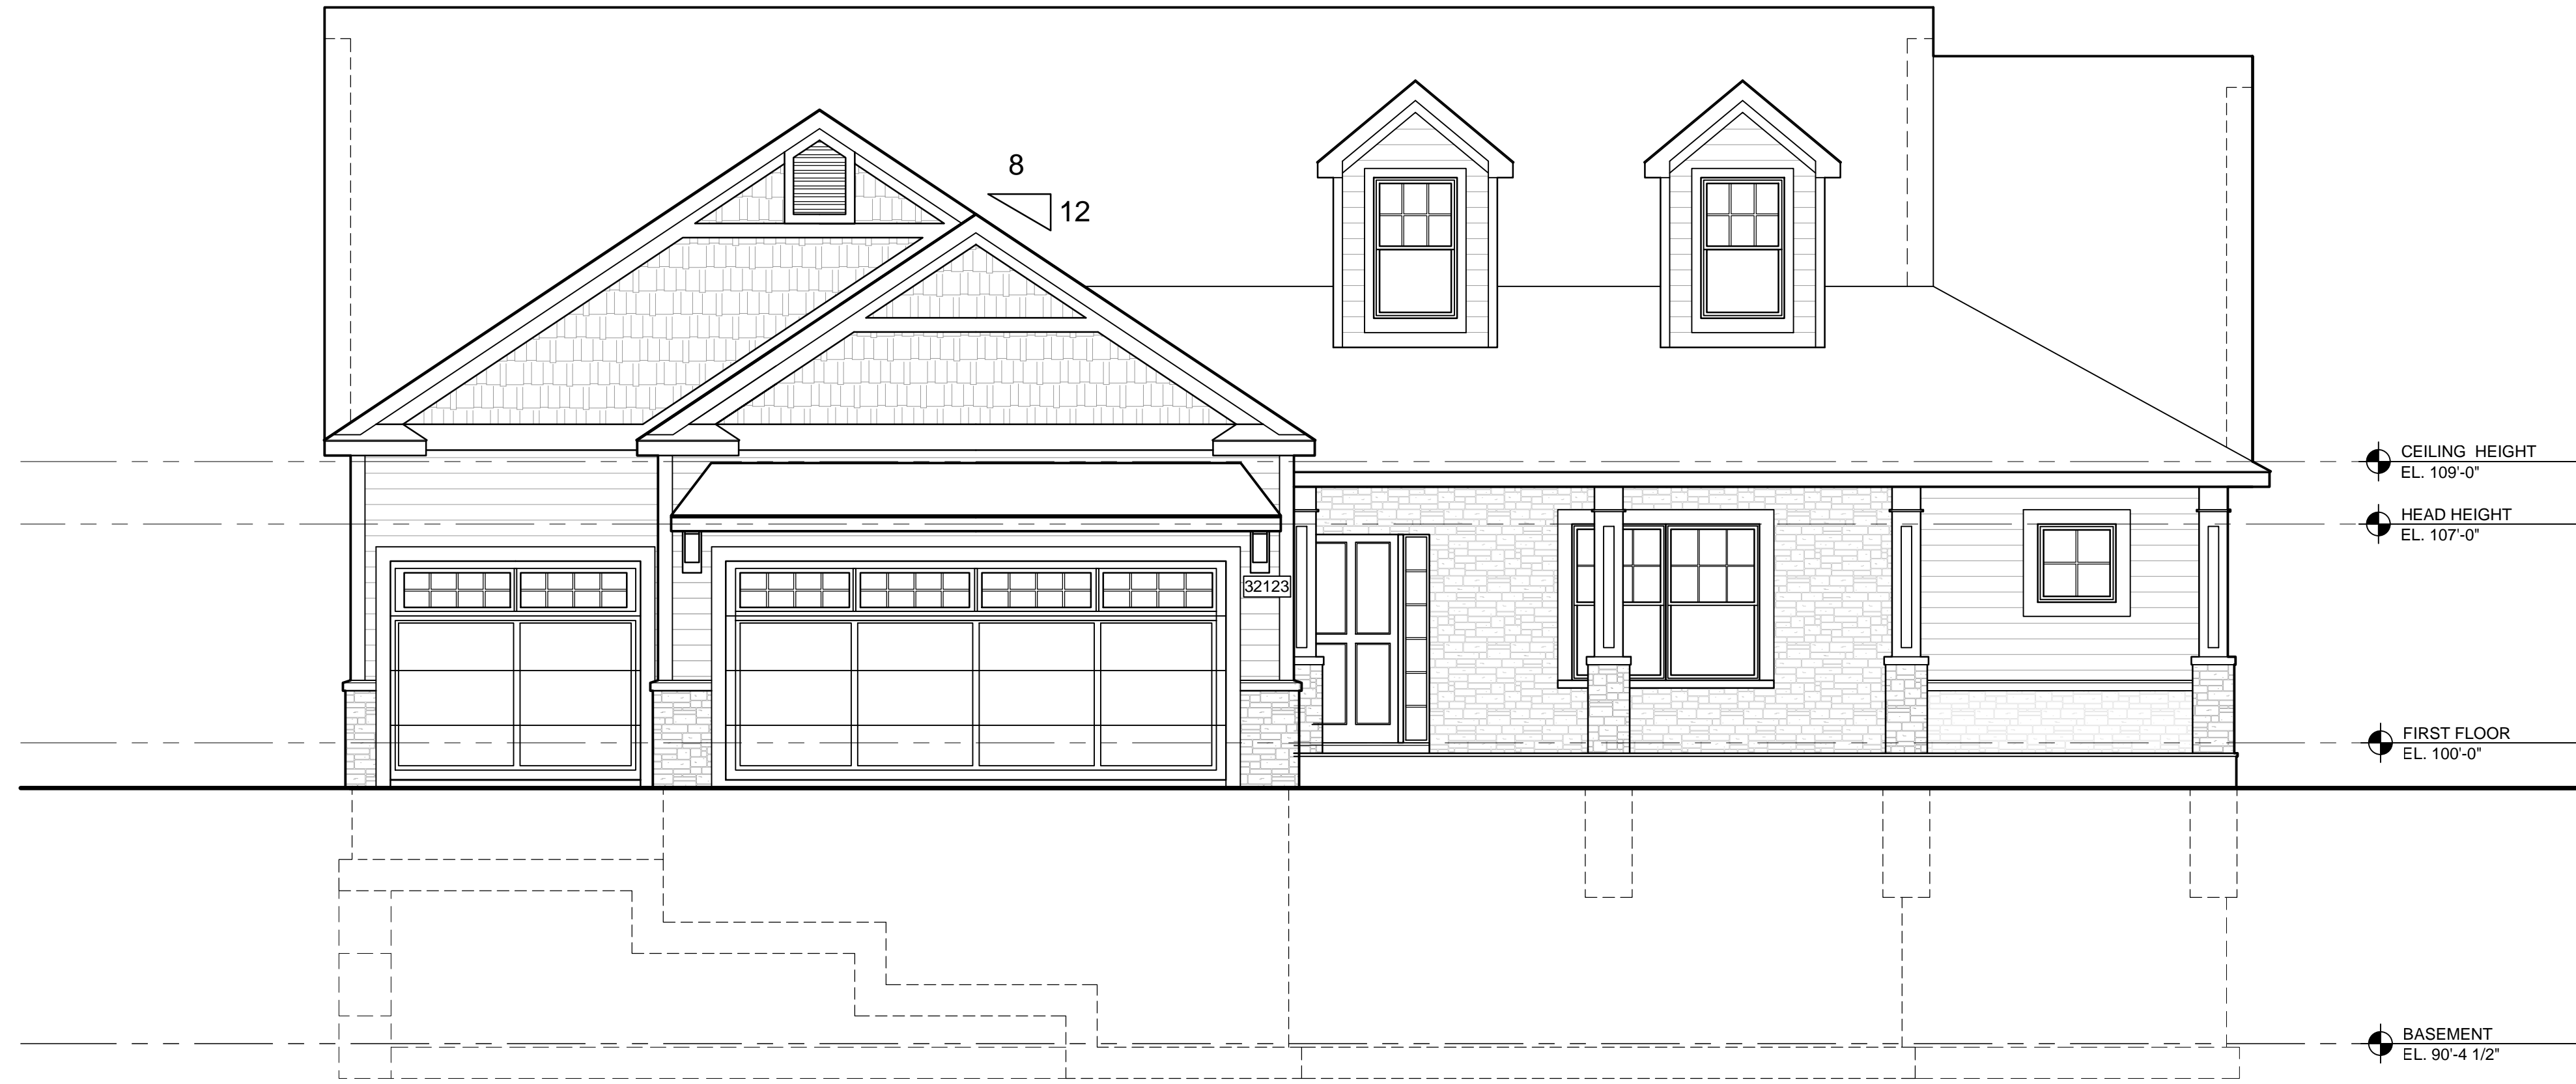 8
12
CEILING HEIGHT
EL. 109'-0"
HEAD HEIGHT
EL. 107'-0"
32123
FIRST FLOOR
EL. 100'-0"
BASEMENT
EL. 90'-4 1/2"